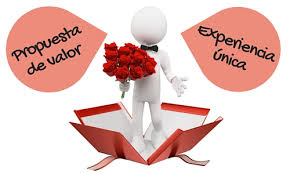 Propuesta
de valor
Experiencia
única